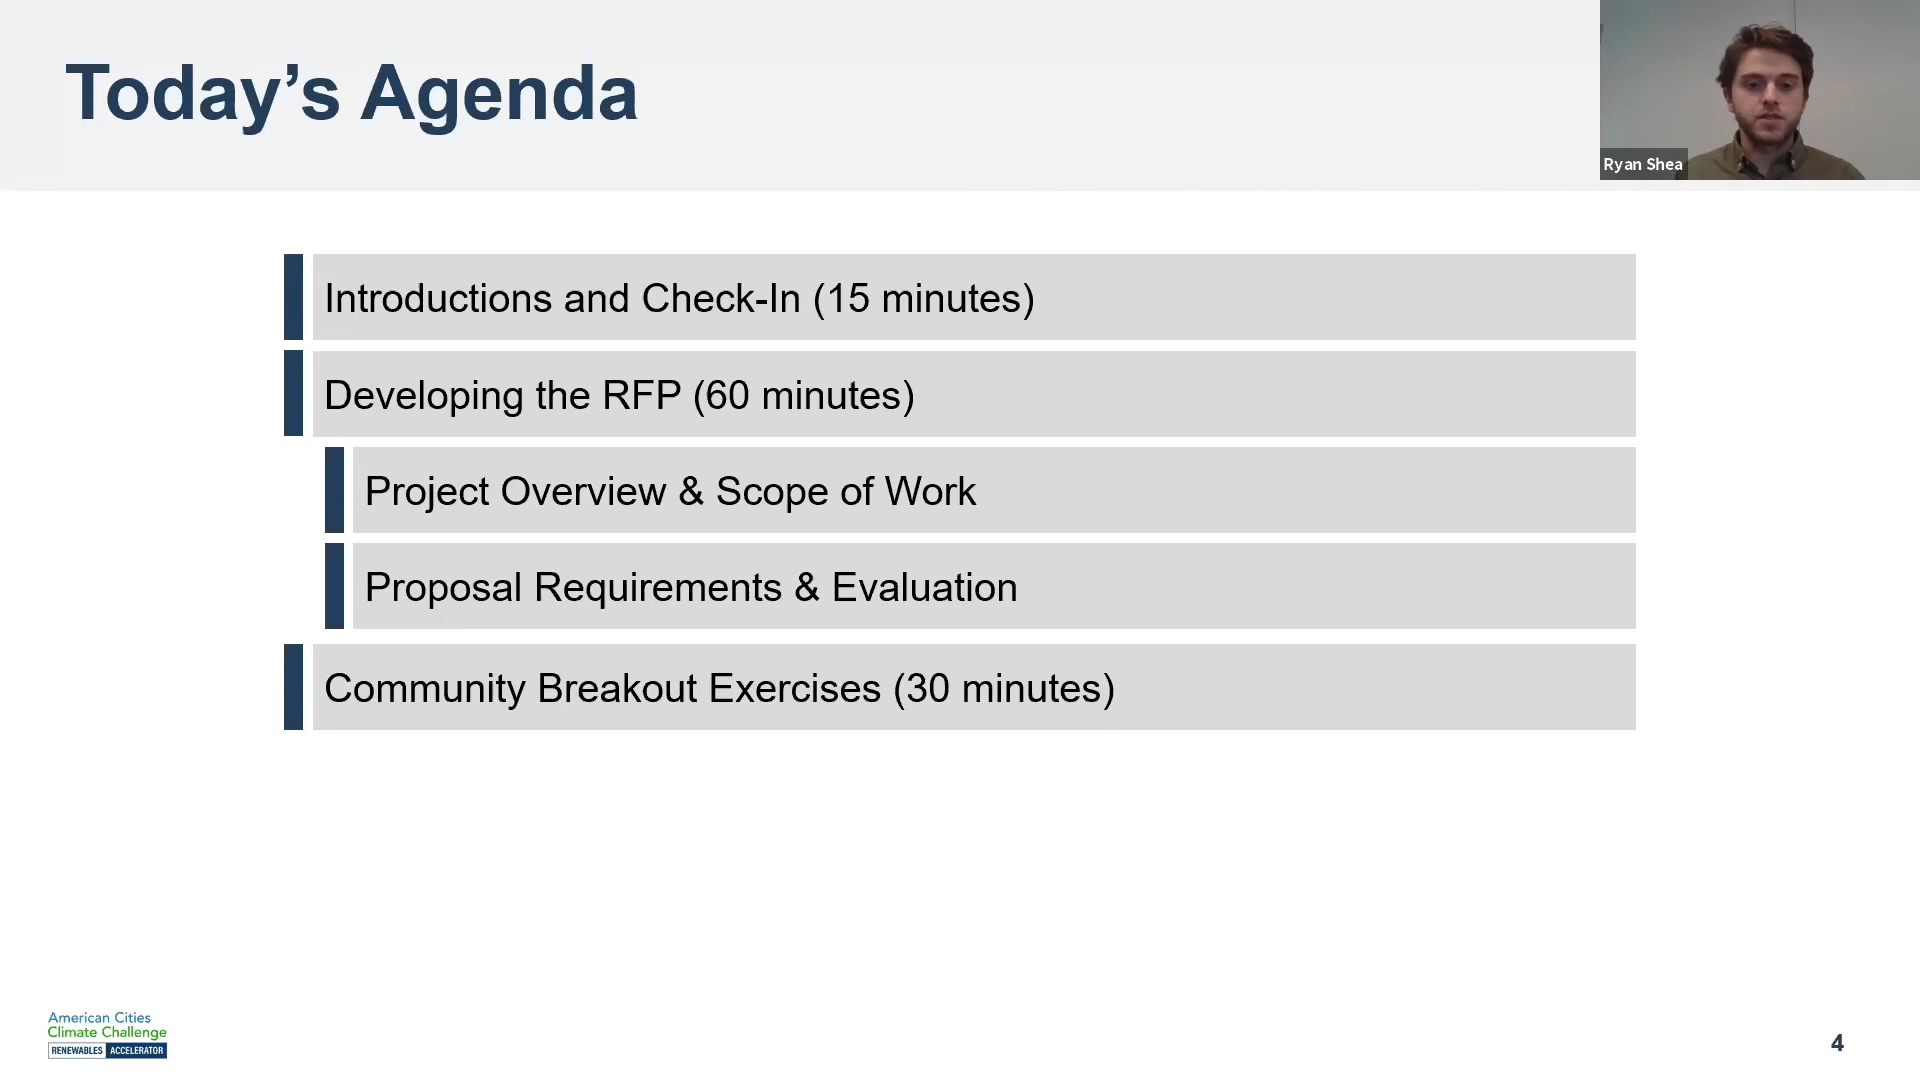 Today’s Agenda
Ryan Shea
Introductions and Check-In (15 minutes)
Developing the RFP (60 minutes)
Project Overview & Scope of Work
Proposal Requirements & Evaluation
Community Breakout Exercises (30 minutes)
American Cities
Climate Challenge
RENEWABLES ACCELERATOR
4